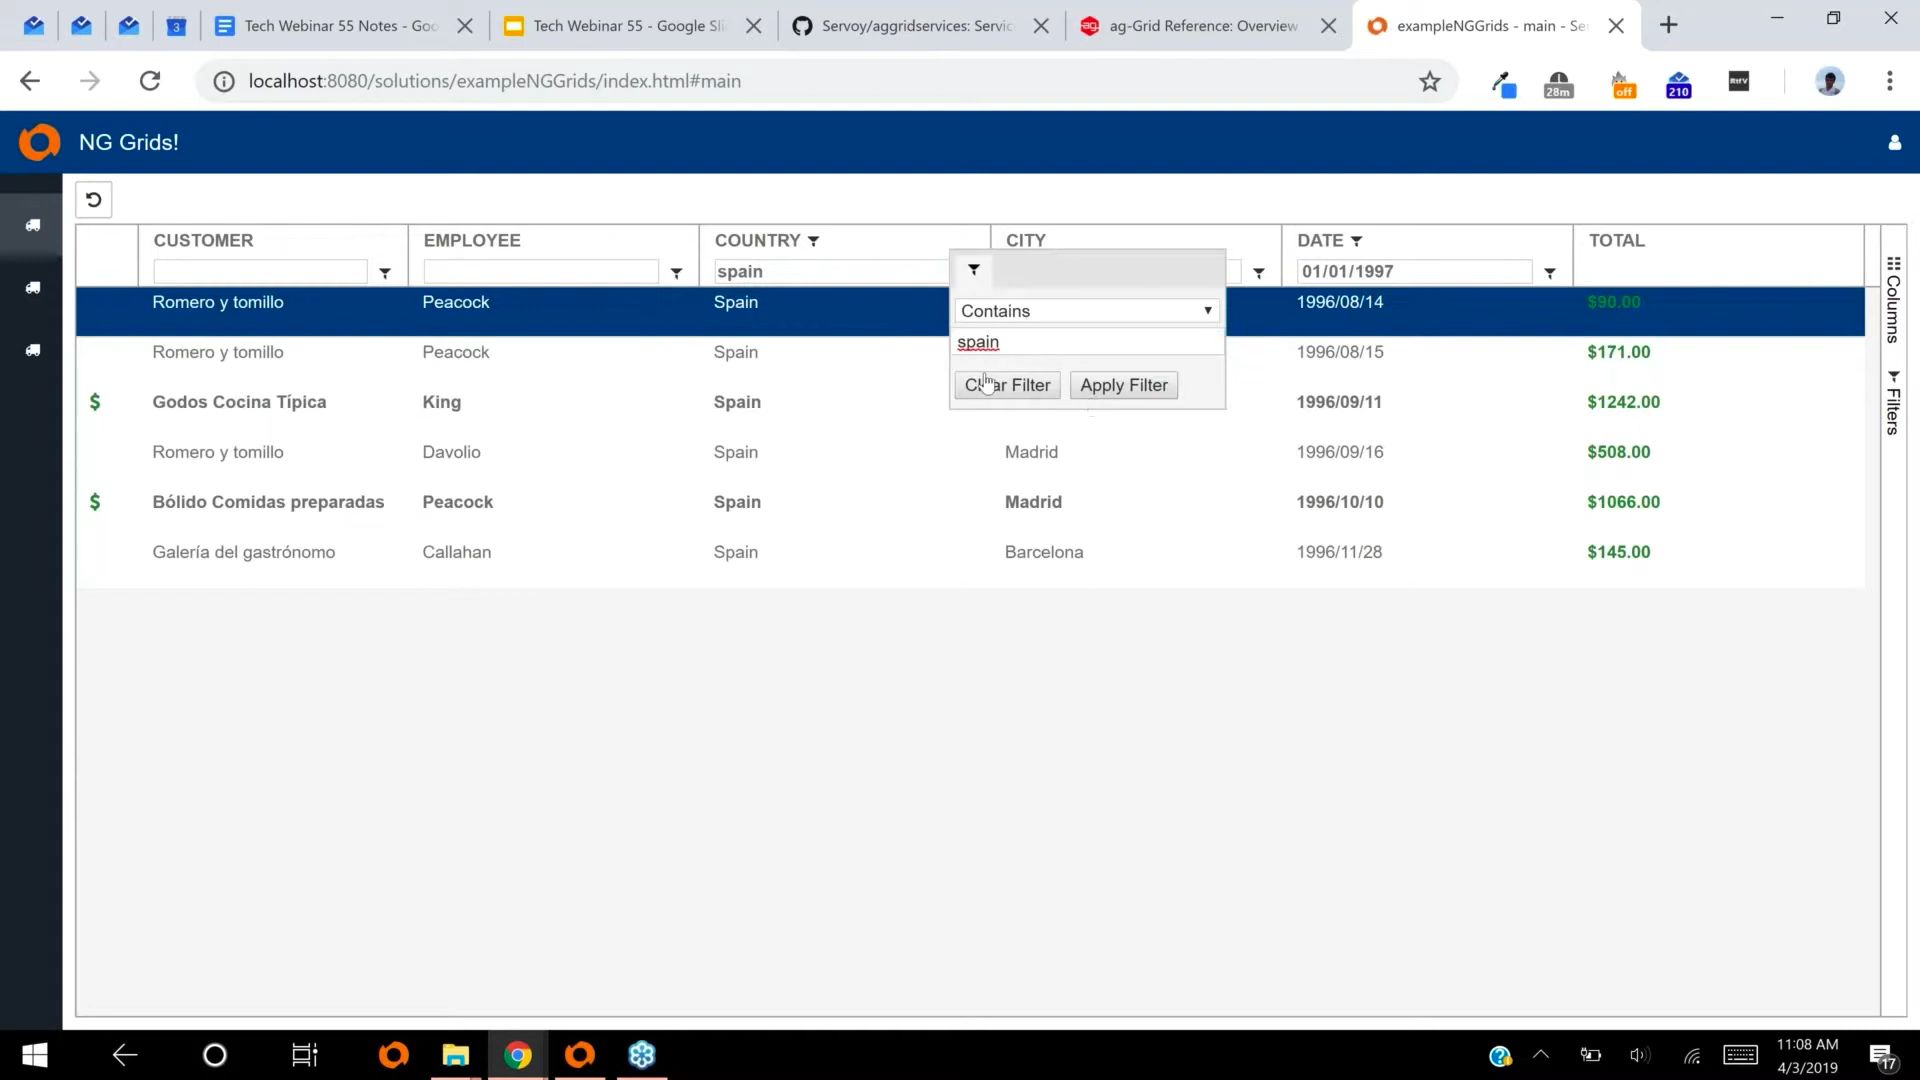 3 Tech Webinar 55 Notes - Goo Tech Webinar 55 - Google Sli Servoy/aggridservices: Servic ag-Grid Reference: Overview exampleNGGrids - main - Se
localhost:8080/solutions/exampleNGGrids/index.html#main 28m off 210 RtfV
NG Grids!
CUSTOMER EMPLOYEE COUNTRY CITY DATE TOTAL
spain 01/01/1997
Romero y tomillo Peacock Spain 1996/08/14 $90.00
Contains
spain
Romero y tomillo Peacock Spain 1996/08/15 $171.00
Clear Filter Apply Filter
$ Godos Cocina Típica King Spain 1996/09/11 $1242.00
Romero y tomillo Davolio Spain Madrid 1996/09/16 $508.00
$ Bólido Comidas preparadas Peacock Spain Madrid 1996/10/10 $1066.00
Galería del gastrónomo Callahan Spain Barcelona 1996/11/28 $145.00
Columns
Filters
11:08 AM
4/3/2019
17